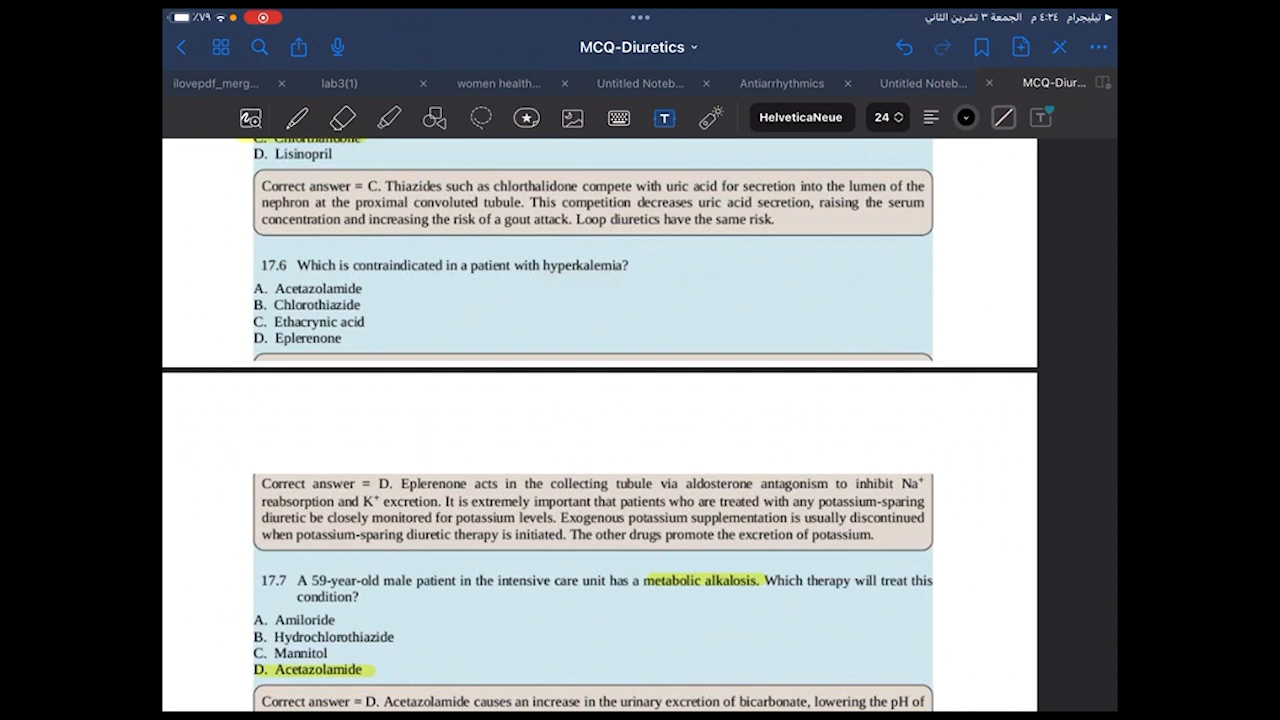 ٪٧٩
◀ تيليجرام ٤:٢٤ م الجمعة ٣ تشرين الثاني
MCQ-Diuretics
ilovepdf_merg...
lab3(1)
women health...
Untitled Noteb...
Antiarrhythmics
Untitled Noteb...
MCQ-Diur...
HelveticaNeue
24
C. Chlorthalidone
D. Lisinopril
Correct answer = C. Thiazides such as chlorthalidone compete with uric acid for secretion into the lumen of the
nephron at the proximal convoluted tubule. This competition decreases uric acid secretion, raising the serum
concentration and increasing the risk of a gout attack. Loop diuretics have the same risk.
17.6 Which is contraindicated in a patient with hyperkalemia?
A. Acetazolamide
B. Chlorothiazide
C. Ethacrynic acid
D. Eplerenone
Correct answer = D. Eplerenone acts in the collecting tubule via aldosterone antagonism to inhibit Na⁺
reabsorption and K⁺ excretion. It is extremely important that patients who are treated with any potassium-sparing
diuretic be closely monitored for potassium levels. Exogenous potassium supplementation is usually discontinued
when potassium-sparing diuretic therapy is initiated. The other drugs promote the excretion of potassium.
17.7 A 59-year-old male patient in the intensive care unit has a metabolic alkalosis. Which therapy will treat this
condition?
A. Amiloride
B. Hydrochlorothiazide
C. Mannitol
D. Acetazolamide
Correct answer = D. Acetazolamide causes an increase in the urinary excretion of bicarbonate, lowering the pH of